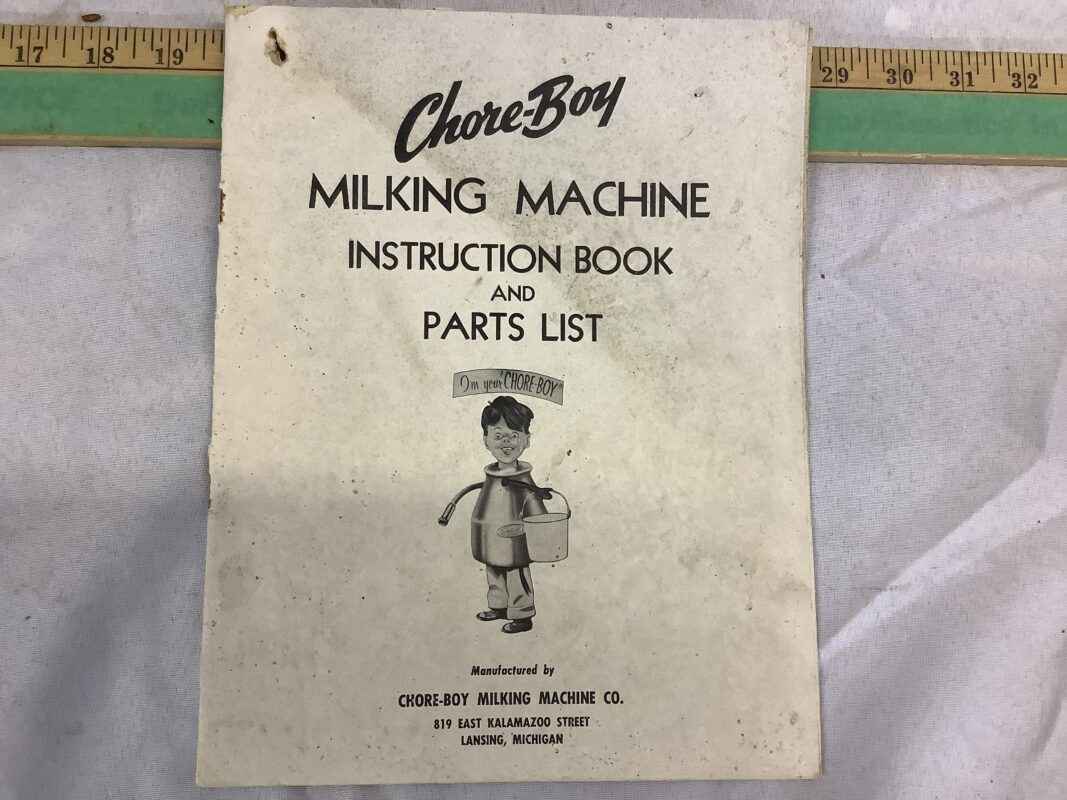 17 18 19 29 30 31 32
Chore-Boy
MILKING MACHINE
INSTRUCTION BOOK
AND
PARTS LIST
I'm your "CHORE-BOY"
Manufactured by
CHORE-BOY MILKING MACHINE CO.
819 EAST KALAMAZOO STREET
LANSING, MICHIGAN